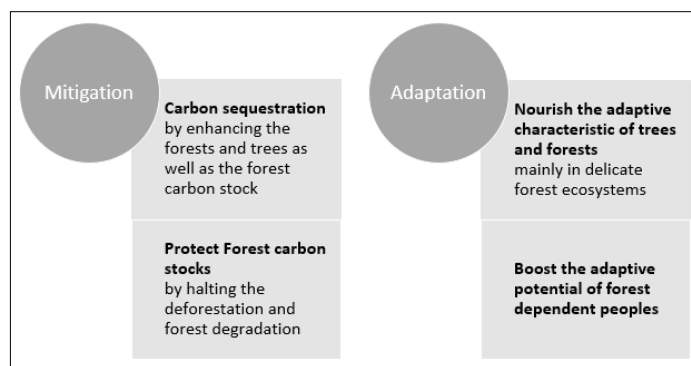 Mitigation
Carbon sequestration
by enhancing the
forests and trees as
well as the forest
carbon stock
Protect Forest carbon
stocks
by halting the
deforestation and
forest degradation
Adaptation
Nourish the adaptive
characteristic of trees
and forests
mainly in delicate
forest ecosystems
Boost the adaptive
potential of forest
dependent peoples